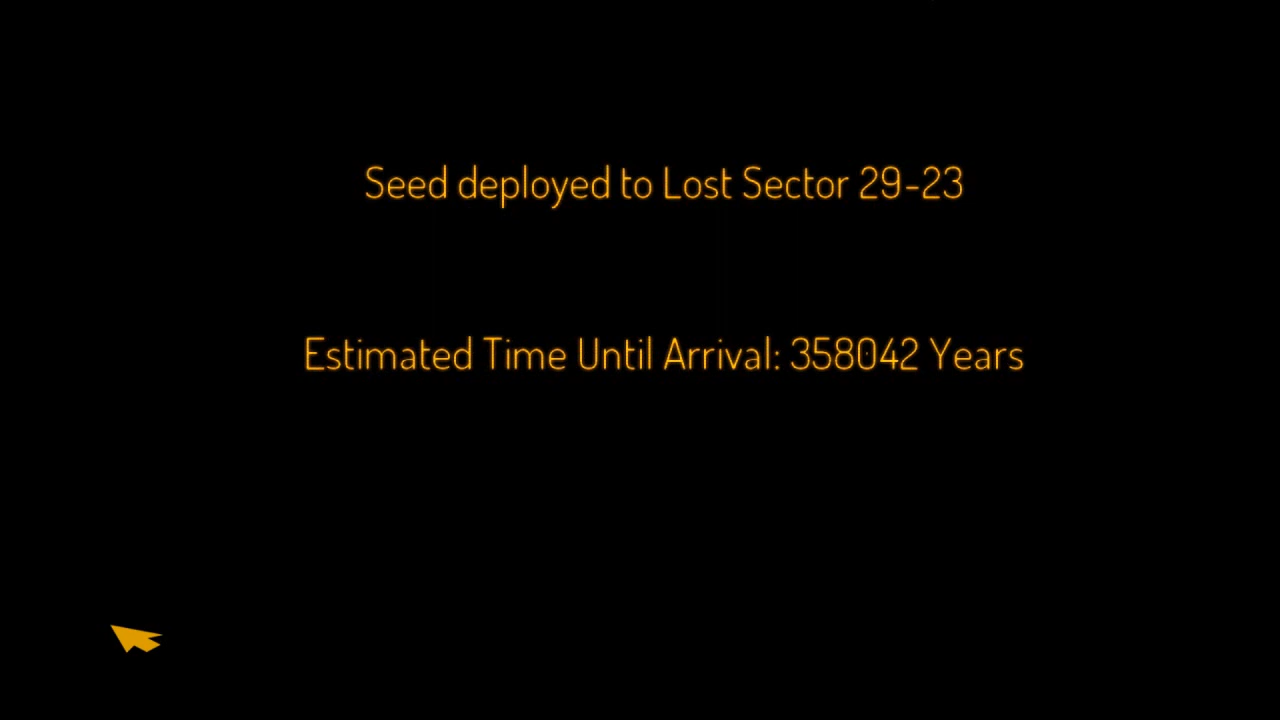 Seed deployed to Lost Sector 29-23
Estimated Time Until Arrival: 358042 Years